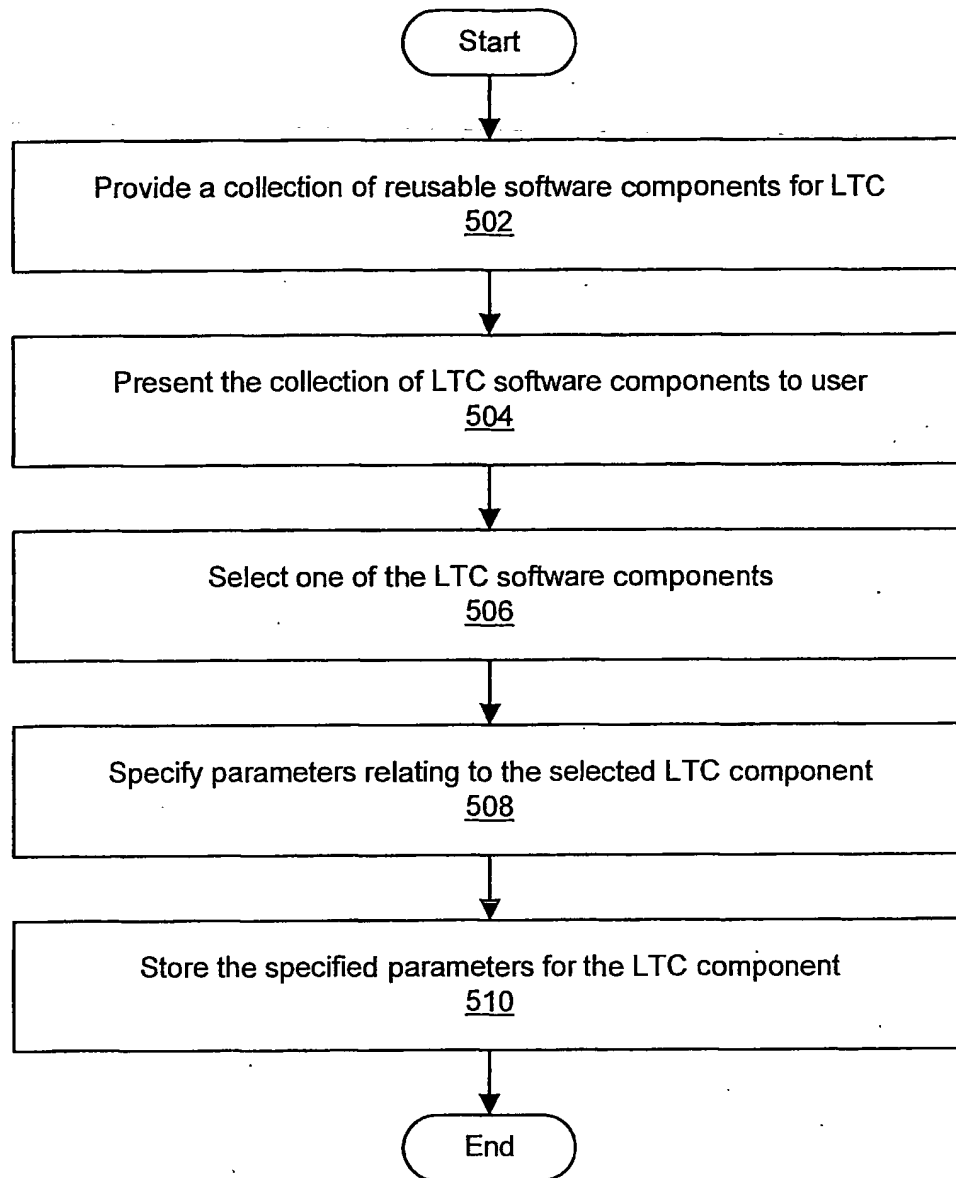 Start
Provide a collection of reusable software components for LTC
502
Present the collection of LTC software components to user
504
Select one of the LTC software components
506
Specify parameters relating to the selected LTC component
508
Store the specified parameters for the LTC component
510
End